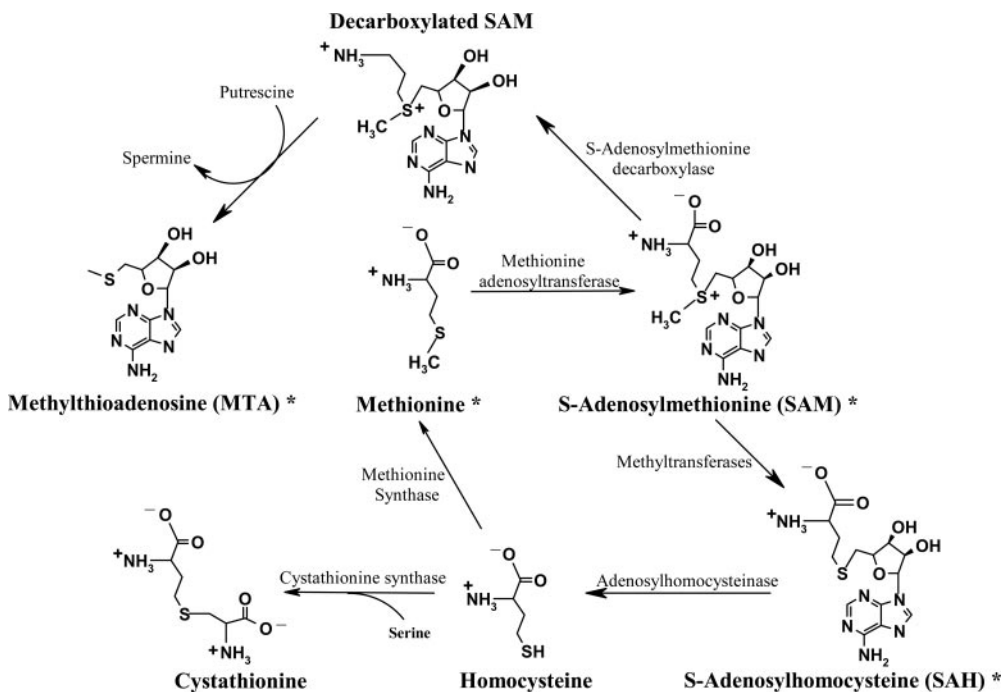 Decarboxylated SAM
+
NH3
OH
OH
S+
O
H3C
N
N
N
N
NH2
Putrescine
Spermine
S-Adenosylmethionine
decarboxylase
OH
OH
S
O
N
N
N
N
NH2
Methylthioadenosine (MTA) *
−O
O
+
NH3
S
H3C
Methionine *
Methionine
adenosyltransferase
−O
O
+
NH3
OH
OH
S+
O
H3C
N
N
N
N
NH2
S-Adenosylmethionine (SAM) *
Methionine
Synthase
Methyltransferases
−O
O
+
NH3
S
O−
O
+NH3
Cystathionine
Cystathionine synthase
Serine
−O
O
+
NH3
SH
Homocysteine
Adenosylhomocysteinase
−O
O
+
NH3
OH
OH
S
O
N
N
N
N
NH2
S-Adenosylhomocysteine (SAH) *